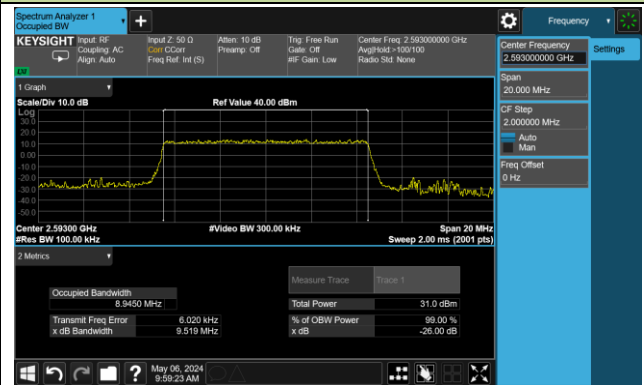 Spectrum Analyzer 1
Occupied BW
Frequency
KEYSIGHT
Input: RF
Coupling: AC
Align: Auto
Input Z: 50 Ω
Corr CCorr
Freq Ref: Int (S)
Atten: 10 dB
Preamp: Off
Trig: Free Run
Gate: Off
#IF Gain: Low
Center Freq: 2.593000000 GHz
Avg|Hold:>100/100
Radio Std: None
Center Frequency
2.593000000 GHz
Settings
Span
20.000 MHz
CF Step
2.000000 MHz
Auto
Man
Freq Offset
0 Hz
1 Graph
Scale/Div 10.0 dB
Ref Value 40.00 dBm
Log
30.0
20.0
10.0
0.00
-10.0
-20.0
-30.0
-40.0
-50.0
Center 2.59300 GHz
#Video BW 300.00 kHz
Span 20 MHz
#Res BW 100.00 kHz
Sweep 2.00 ms (2001 pts)
2 Metrics
Measure Trace
Trace 1
Occupied Bandwidth
8.9450 MHz
Total Power
31.0 dBm
Transmit Freq Error
6.020 kHz
% of OBW Power
99.00 %
x dB Bandwidth
9.519 MHz
x dB
-26.00 dB
May 06, 2024
9:59:23 AM